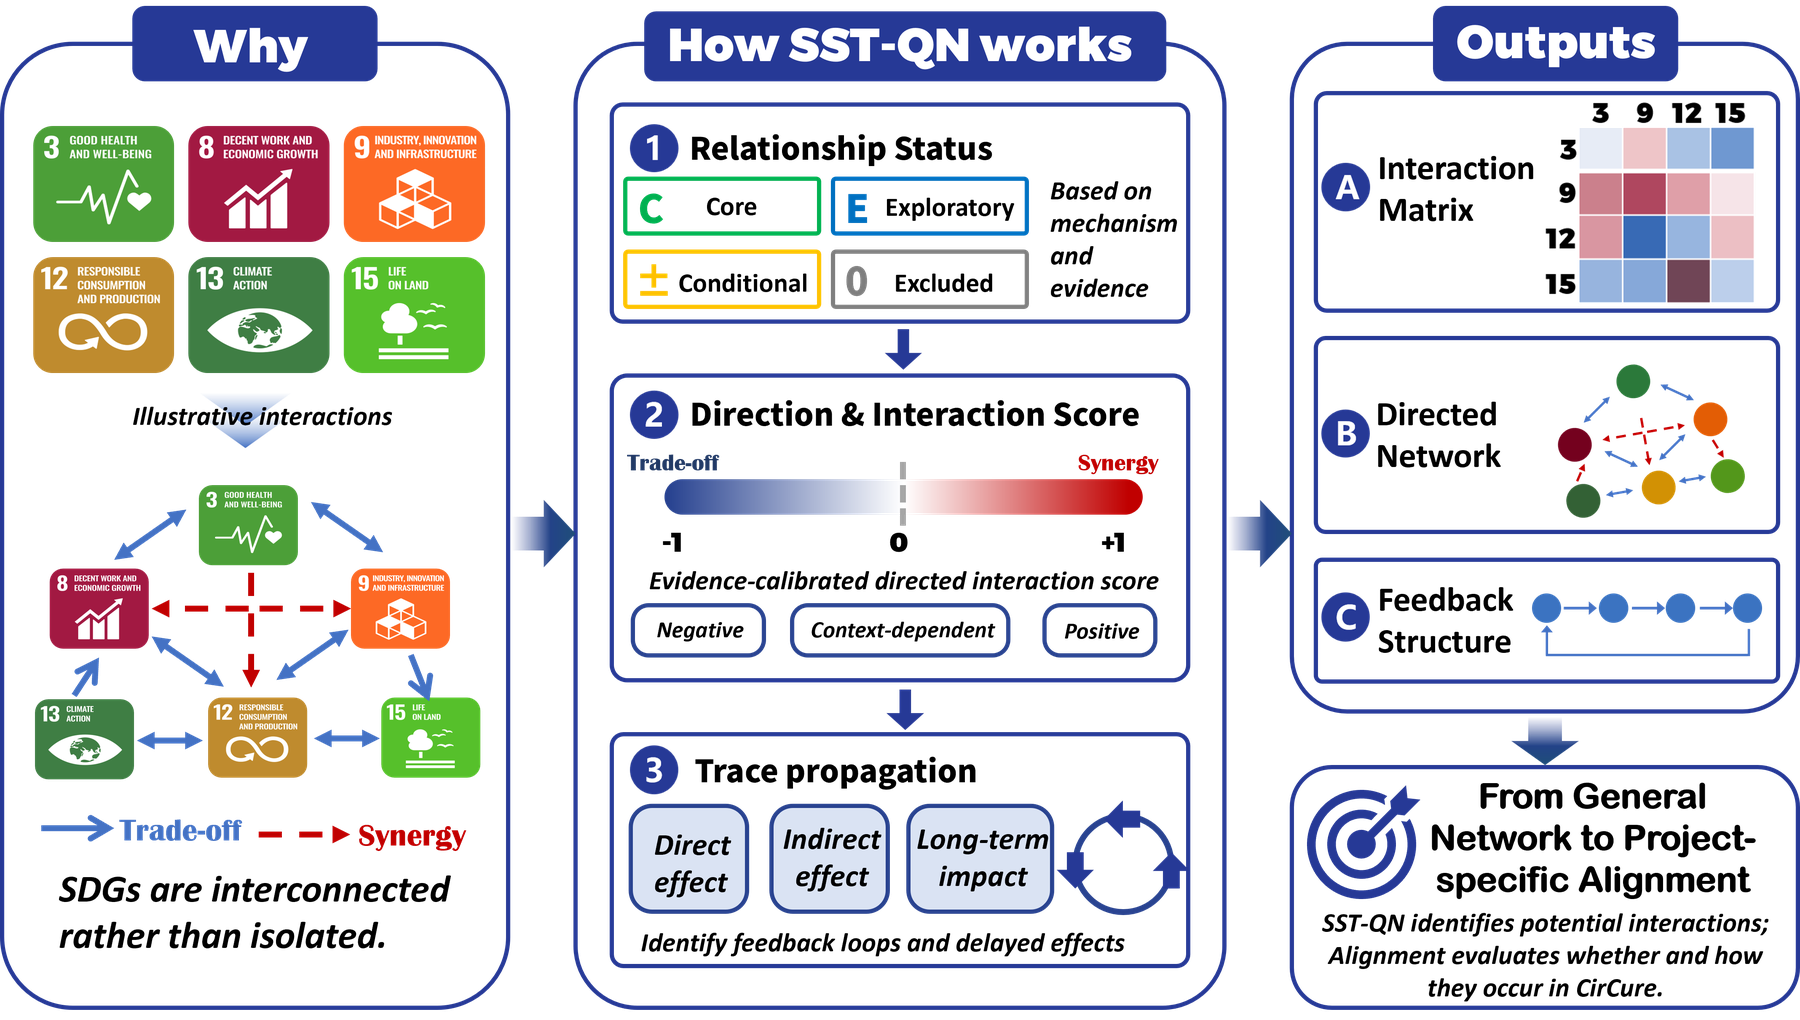 Why
3 GOOD HEALTH
AND WELL-BEING
8 DECENT WORK AND
ECONOMIC GROWTH
9 INDUSTRY, INNOVATION
AND INFRASTRUCTURE
12 RESPONSIBLE
CONSUMPTION
AND PRODUCTION
13 CLIMATE
ACTION
15 LIFE
ON LAND
Illustrative interactions
3 GOOD HEALTH
AND WELL-BEING
8 DECENT WORK AND
ECONOMIC GROWTH
9 INDUSTRY, INNOVATION
AND INFRASTRUCTURE
13 CLIMATE
ACTION
12 RESPONSIBLE
CONSUMPTION
AND PRODUCTION
15 LIFE
ON LAND
Trade-off
Synergy
SDGs are interconnected
rather than isolated.
How SST-QN works
1 Relationship Status
C Core
E Exploratory
± Conditional
0 Excluded
Based on
mechanism
and
evidence
2 Direction & Interaction Score
Trade-off
Synergy
-1 0 +1
Evidence-calibrated directed interaction score
Negative
Context-dependent
Positive
3 Trace propagation
Direct
effect
Indirect
effect
Long-term
impact
Identify feedback loops and delayed effects
Outputs
A Interaction
Matrix
3 9 12 15
3
9
12
15
B Directed
Network
C Feedback
Structure
From General
Network to Project-
specific Alignment
SST-QN identifies potential interactions;
Alignment evaluates whether and how
they occur in CirCure.